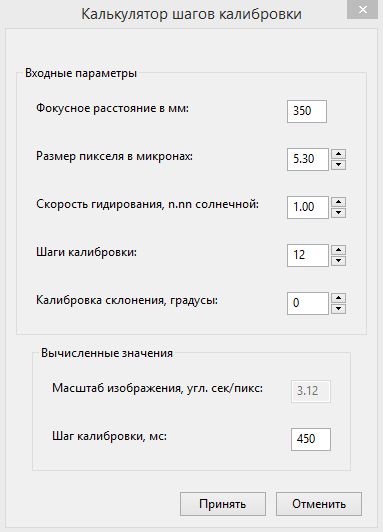 Калькулятор шагов калибровки
Входные параметры
Фокусное расстояние в мм: 350
Размер пикселя в микронах: 5.30
Скорость гидирования, n.nn солнечной: 1.00
Шаги калибровки: 12
Калибровка склонения, градусы: 0
Вычисленные значения
Масштаб изображения, угл. сек/пикс: 3.12
Шаг калибровки, мс: 450
Принять Отменить